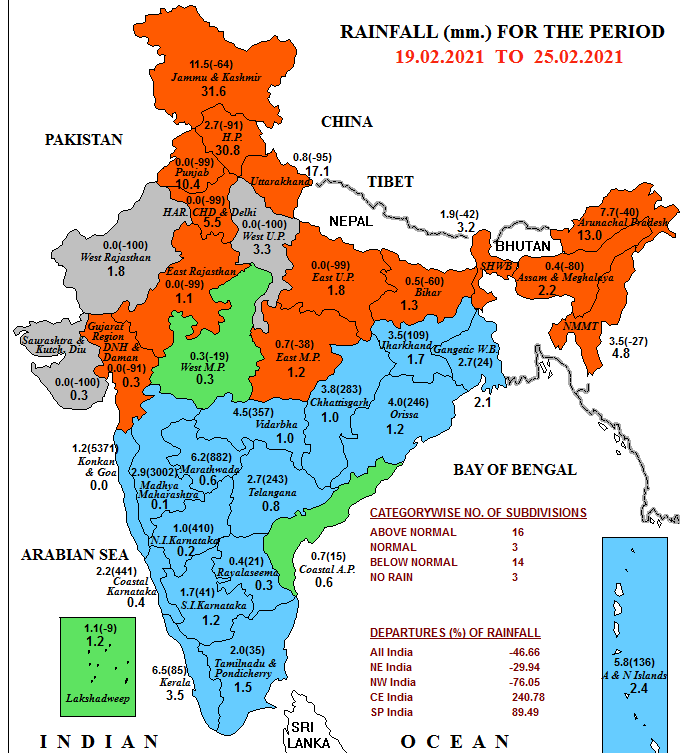 RAINFALL (mm.) FOR THE PERIOD
19.02.2021 TO 25.02.2021
11.5(-64)
Jammu & Kashmir
31.6
2.7(-91)
H.P.
30.8
CHINA
PAKISTAN
0.0(-99)
Punjab
10.4
0.8(-95)
17.1
Uttarakhand
TIBET
0.0(-99)
HAR. CHD & Delhi
5.5
0.0(-100)
West U.P.
3.3
NEPAL
1.9(-42)
3.2
BHUTAN
7.7(-40)
Arunachal Pradesh
13.0
0.0(-100)
West Rajasthan
1.8
East Rajasthan
0.0(-99)
1.1
0.0(-99)
East U.P.
1.8
0.5(-60)
Bihar
1.3
SHWB
0.4(-80)
Assam & Meghalaya
2.2
NMMT
3.5(-27)
4.8
Saurashtra &
Kutch, Diu
0.0(-100)
0.3
Gujarat
Region
DNH &
Daman
0.0(-91)
0.3
0.3(-19)
West M.P.
0.3
0.7(-38)
East M.P.
1.2
3.5(109)
Jharkhand
1.7
Gangetic W.B.
2.7(24)
2.1
3.8(283)
Chhattisgarh
1.0
4.0(246)
Orissa
1.2
4.5(357)
Vidarbha
1.0
1.2(5371)
Konkan
& Goa
0.0
2.9(3002)
Madhya
Maharashtra
0.1
6.2(882)
Marathwada
0.6
2.7(243)
Telangana
0.8
BAY OF BENGAL
1.0(410)
N.I.Karnataka
0.2
ARABIAN SEA
2.2(441)
Coastal
Karnataka
0.4
0.4(21)
Rayalaseema
0.3
0.7(15)
Coastal A.P.
0.6
1.7(41)
S.I.Karnataka
1.2
CATEGORYWISE NO. OF SUBDIVISIONS
ABOVE NORMAL 16
NORMAL 3
BELOW NORMAL 14
NO RAIN 3
1.1(-9)
1.2
Lakshadweep
6.5(85)
Kerala
3.5
2.0(35)
Tamilnadu &
Pondicherry
1.5
DEPARTURES (%) OF RAINFALL
All India -46.66
NE India -29.94
NW India -76.05
CE India 240.78
SP India 89.49
5.8(136)
A & N Islands
2.4
SRI
LANKA
INDIAN OCEAN